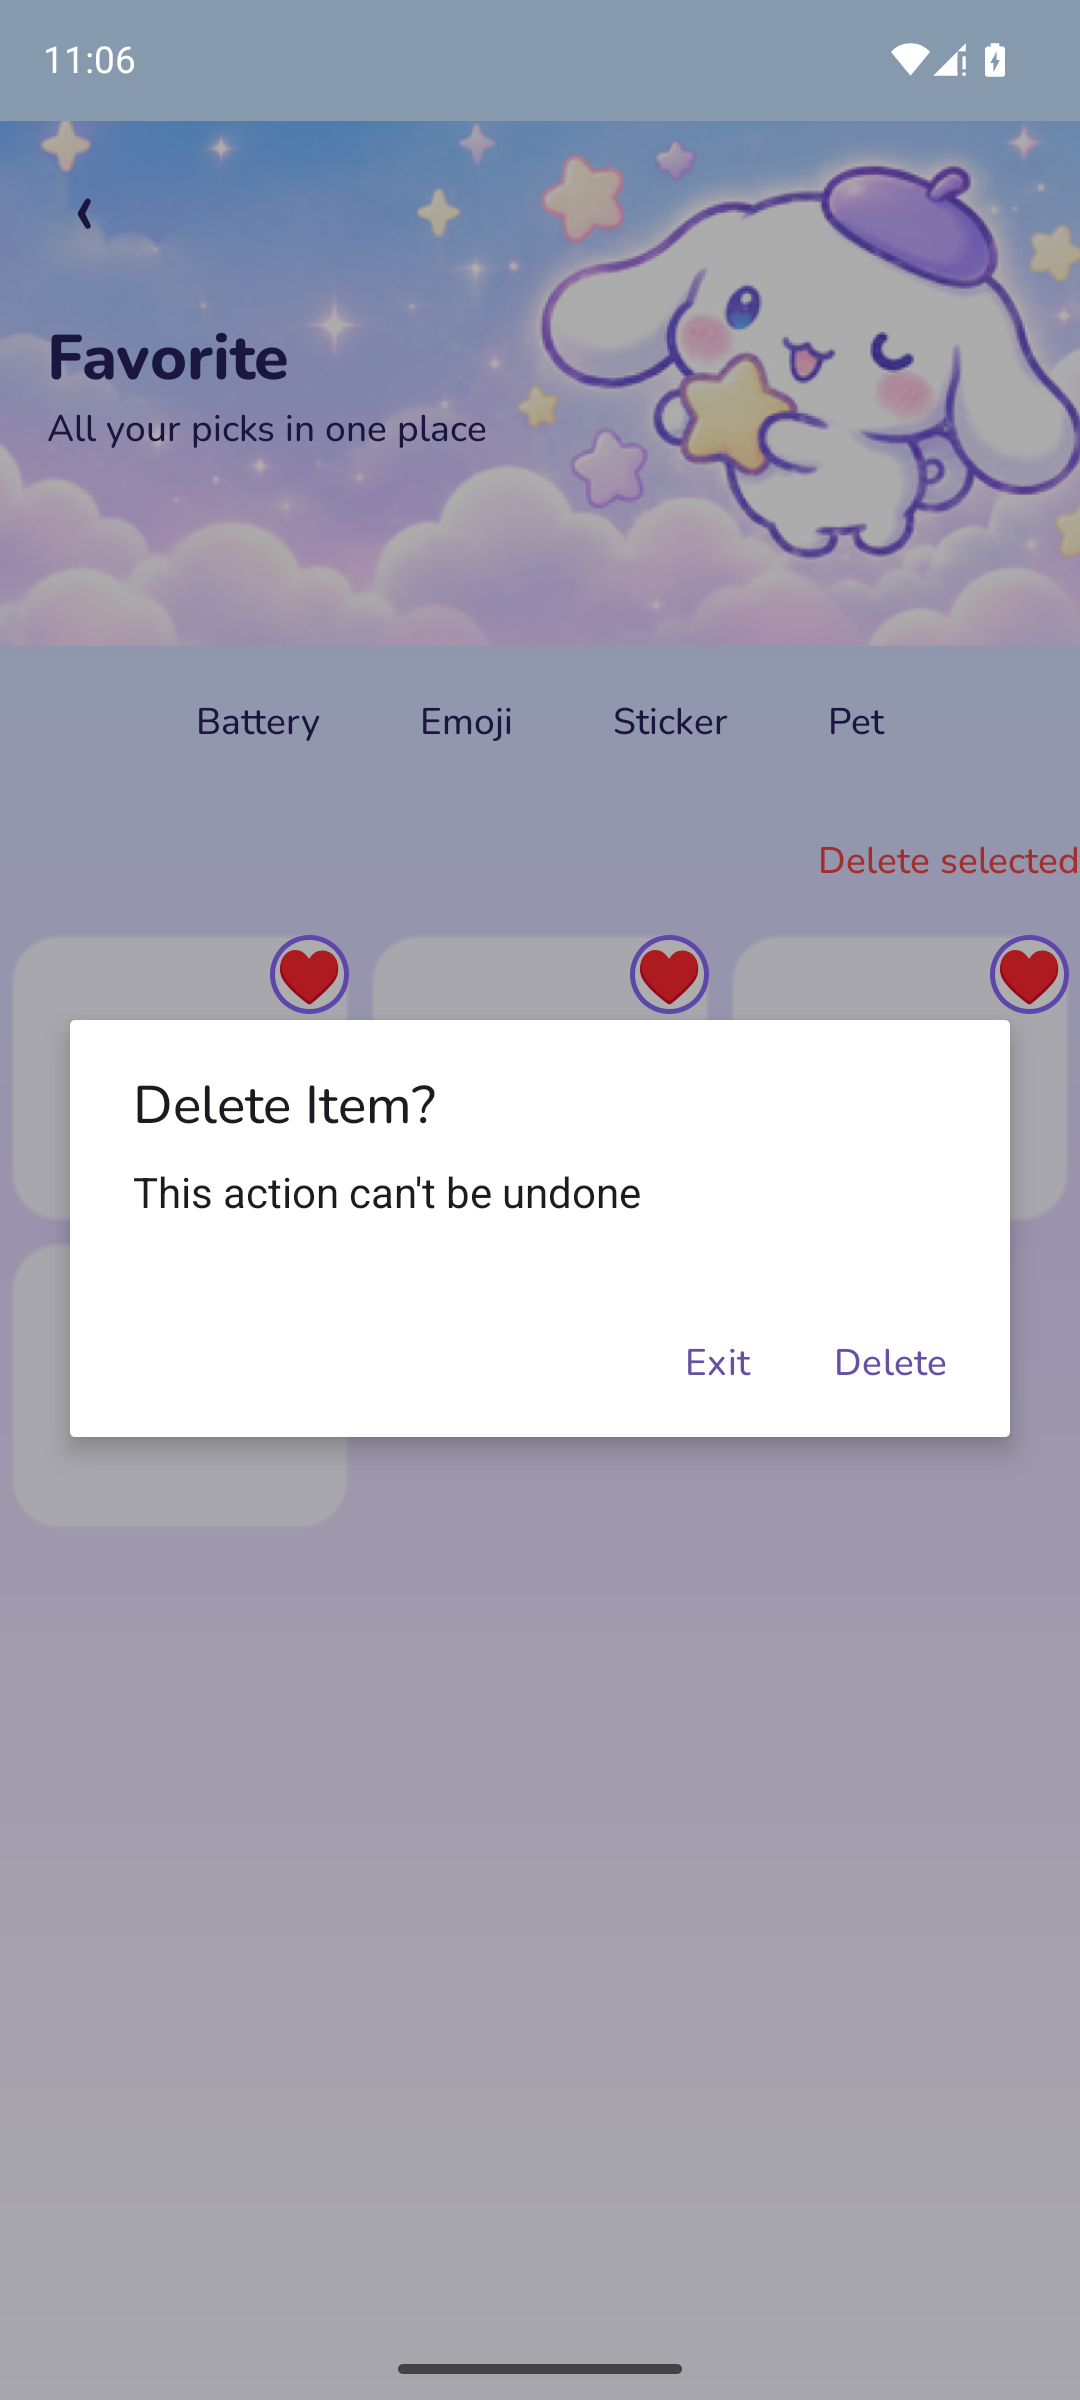 11:06
Favorite
All your picks in one place
Battery Emoji Sticker Pet
Delete selected
Delete Item?
This action can't be undone
Exit Delete